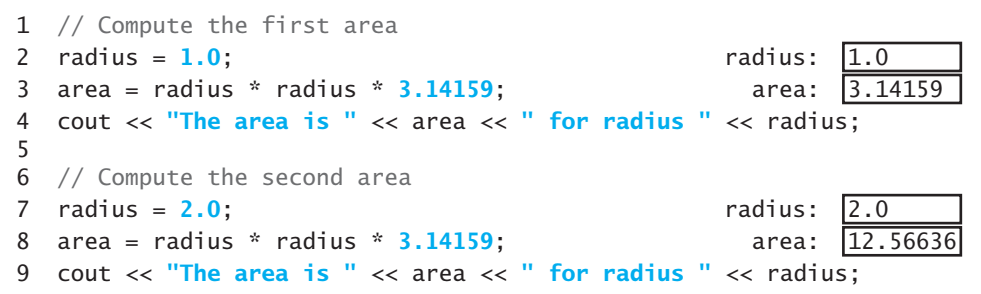 1 // Compute the first area
2 radius = 1.0; radius: 1.0
3 area = radius * radius * 3.14159; area: 3.14159
4 cout << "The area is " << area << " for radius " << radius;
5
6 // Compute the second area
7 radius = 2.0; radius: 2.0
8 area = radius * radius * 3.14159; area: 12.56636
9 cout << "The area is " << area << " for radius " << radius;